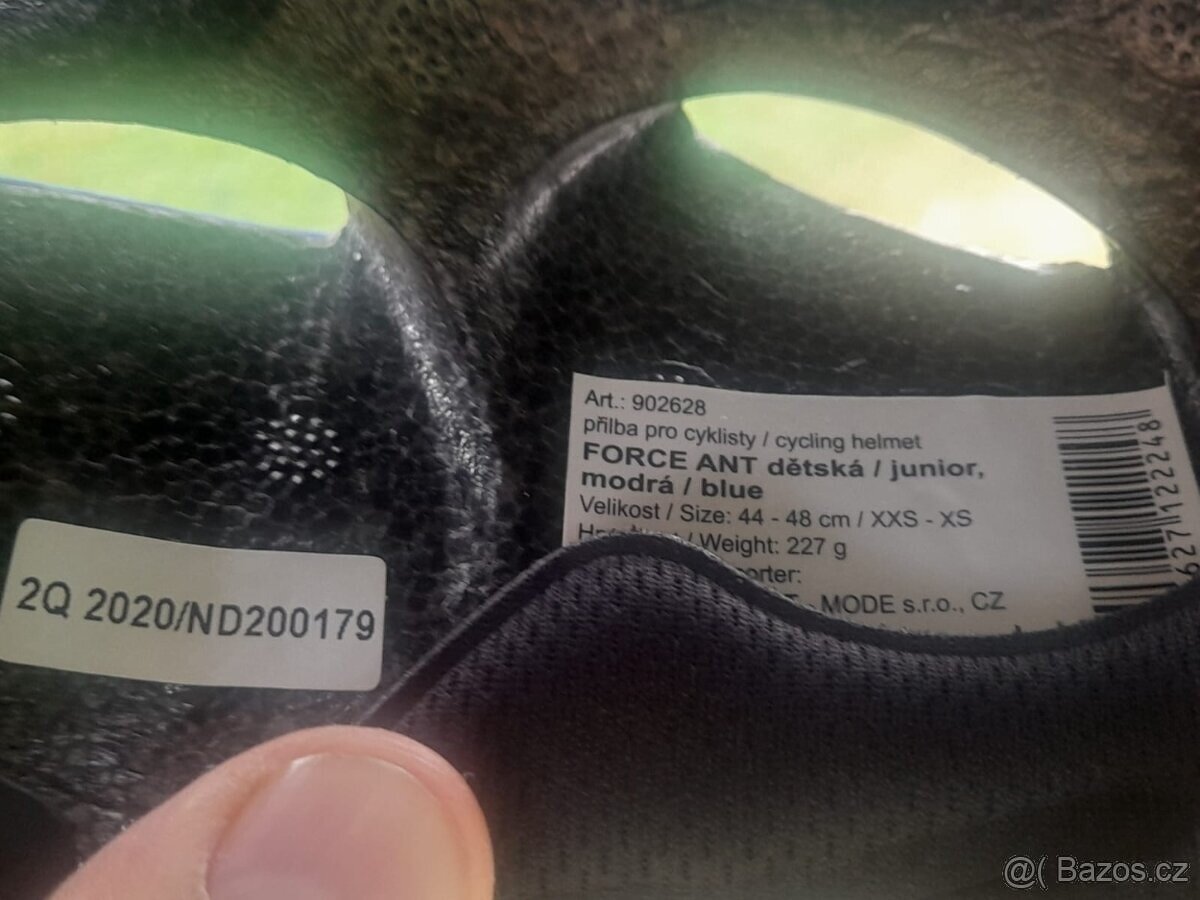 Art.: 902628
přilba pro cyklisty / cycling helmet
FORCE ANT dětská / junior,
modrá / blue
Velikost / Size: 44 - 48 cm / XXS - XS
/ Weight: 227 g
- MODE s.r.o., CZ
2Q 2020/ND200179
@( Bazos.cz